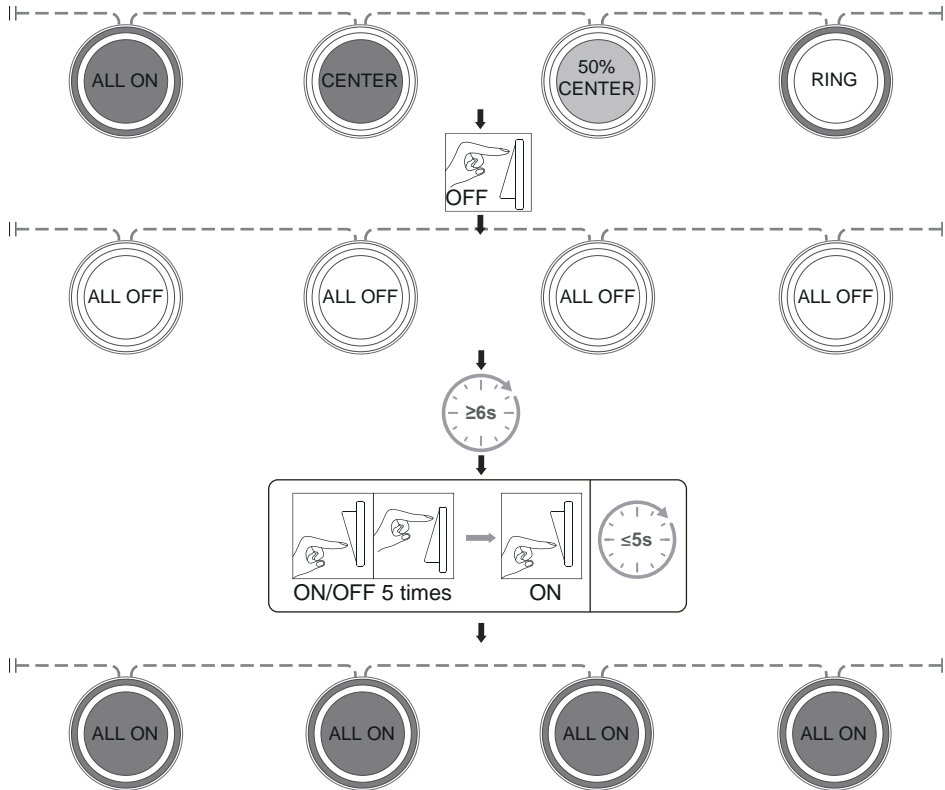 ALL ON
CENTER
50%
CENTER
RING
OFF
ALL OFF
ALL OFF
ALL OFF
ALL OFF
≥6s
≤5s
ON/OFF 5 times
ON
ALL ON
ALL ON
ALL ON
ALL ON